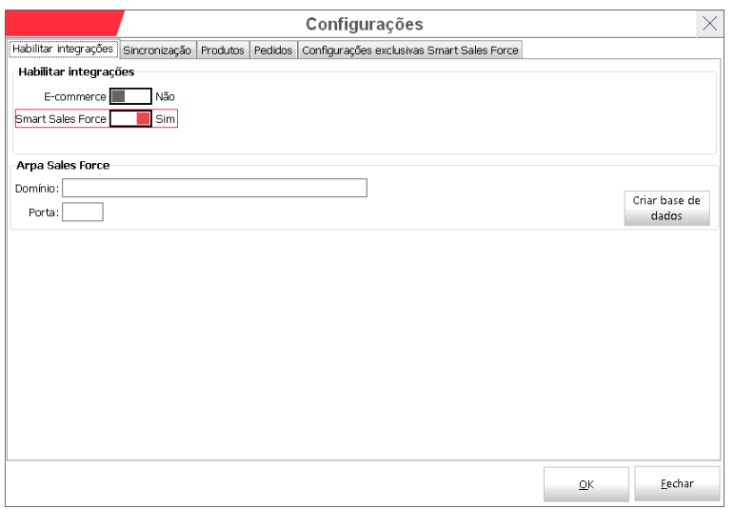 Configurações
Habilitar integrações Sincronização Produtos Pedidos Configurações exclusivas Smart Sales Force
Habilitar integrações
E-commerce Não
Smart Sales Force Sim
Arpa Sales Force
Domínio:
Porta:
Criar base de
dados
OK Fechar